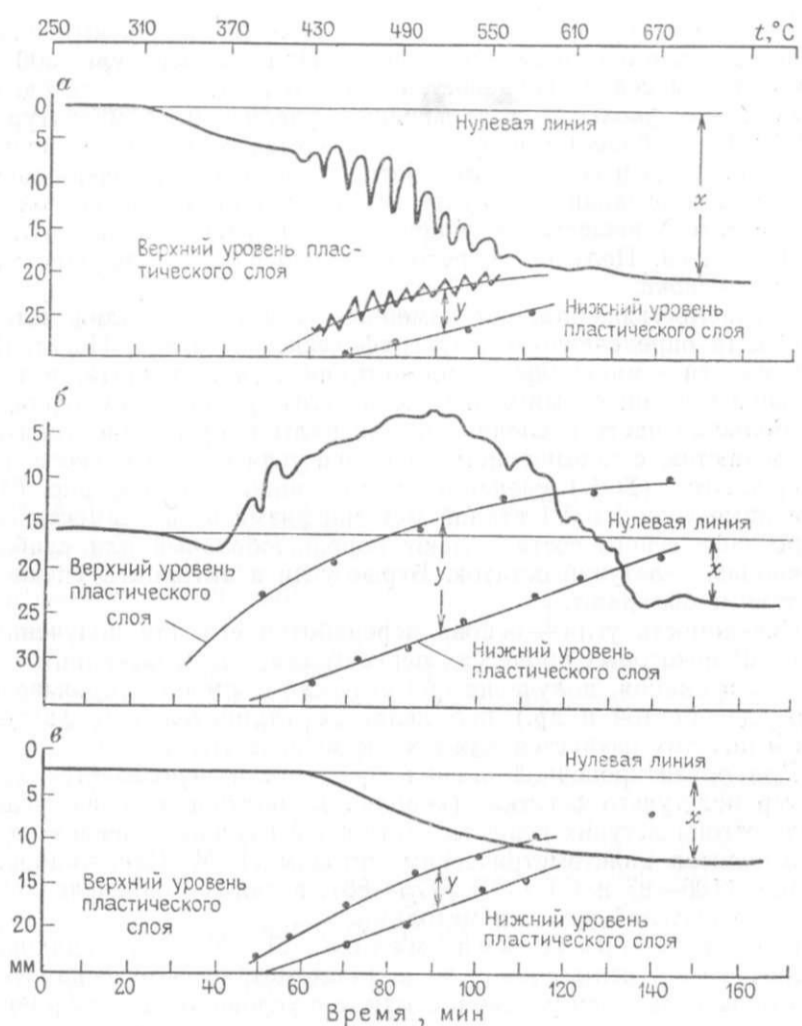 250 310 370 430 490 550 610 670 t,°C
а
0
5
10
15
20
25
Нулевая линия
x
Верхний уровень плас-
тического слоя
y
Нижний уровень
пластического слоя
б
5
10
15
20
25
30
35
Нулевая линия
Верхний уровень
пластического
слоя
y
x
Нижний уровень
пластического слоя
в
0
5
10
15
20
мм
Нулевая линия
x
Верхний уровень
пластического
слоя
y
Нижний уровень
пластического слоя
0 20 40 60 80 100 120 140 160
Время, мин